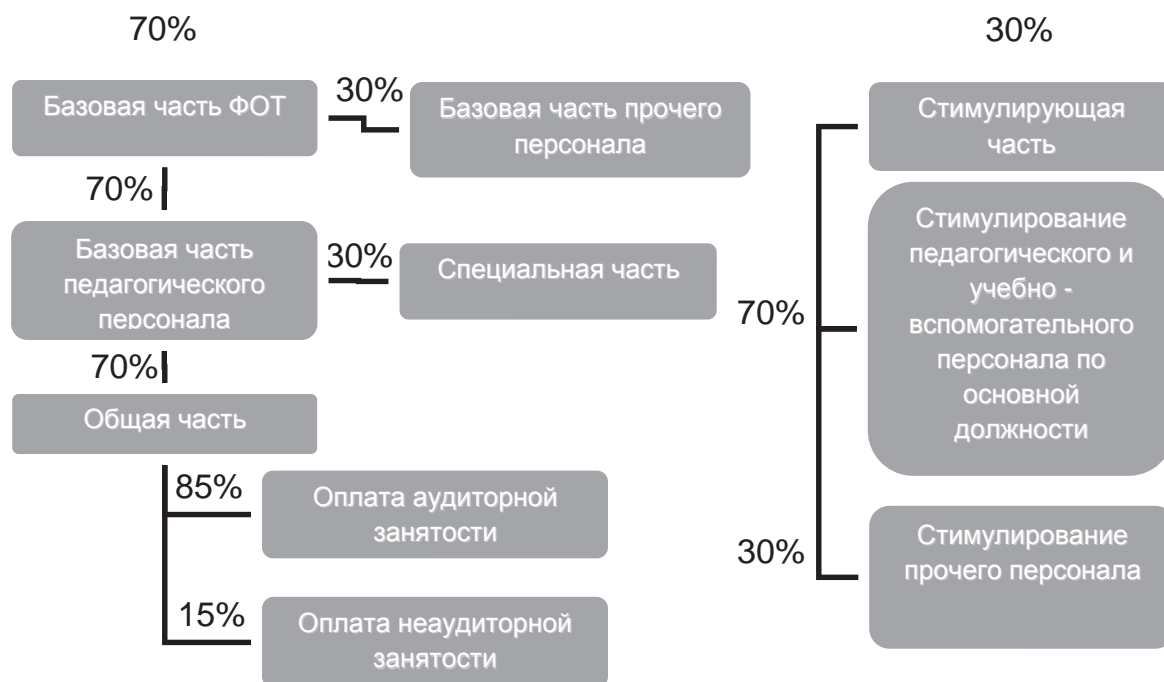 70%
30%
Базовая часть ФОТ
30%
Базовая часть прочего
персонала
Стимулирующая
часть
70%
Базовая часть
педагогического
персонала
30%
Специальная часть
70%
Стимулирование
педагогического и
учебно -
вспомогательного
персонала по
основной
должности
70%
Общая часть
85%
Оплата аудиторной
занятости
30%
Стимулирование
прочего персонала
15%
Оплата неаудиторной
занятости